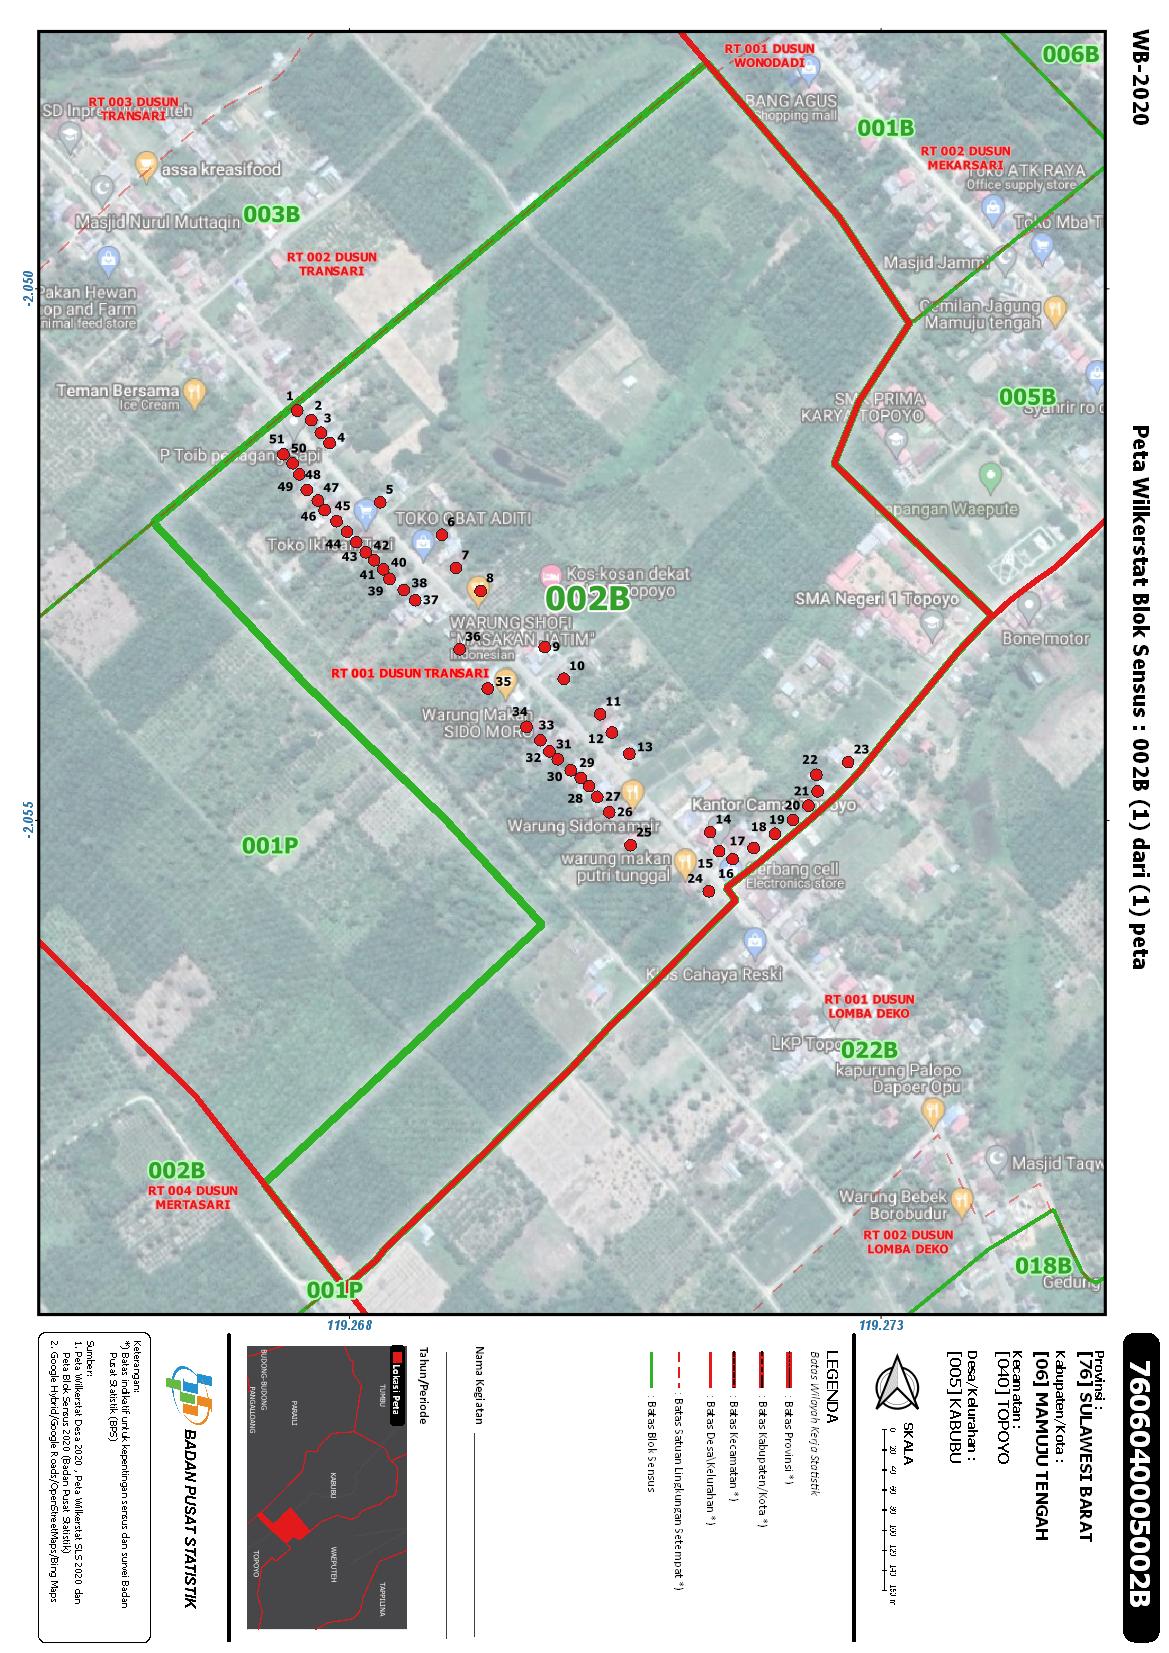 WB-2020
Peta Wilkerstat Blok Sensus : 002B (1) dari (1) peta
7606040005002B
Provinsi :
[76] SULAWESI BARAT
Kabupaten/Kota :
[06] MAMUJU TENGAH
Kecamatan :
[040] TOPOYO
Desa/Kelurahan :
[005] KABUBU
SKALA
0 20 40 60 80 100 120 140
LEGENDA
Batas Wilayah Kerja Statistik
: Batas Provinsi *)
: Batas Kabupaten/Kota *)
: Batas Kecamatan *)
: Batas Desa\Kelurahan *)
: Batas Satuan Lingkungan Setempat *)
: Batas Blok Sensus
Nama Kegiatan
Tahun/Periode
Lokasi Peta
TUMBU
PARAILI
BUDONG-BUDONG
PANGALLOANG
KABUBU
WAEPUTEH
TOPOYO
TAPPILINA
BADAN PUSAT STATISTIK
Keterangan:
*) Batas indikatif untuk kepentingan sensus dan survei Badan
Pusat Statistik (BPS)
Sumber:
1. Peta Wilkerstat Desa 2020 , Peta Wilkerstat SLS 2020 dan
Peta Blok Sensus 2020 (Badan Pusat Statistik)
2. Google Hybrid/Google Roads/OpenStreetMaps/Bing Maps
-2.050
-2.055
119.268
119.273
006B
RT 001 DUSUN
WONODADI
BANG AGUS
Shopping mall
001B
RT 002 DUSUN
MEKARSARI
Toko ATK RAYA
Office supply store
Toko Mba T
Masjid Jammi
Cemilan Jagung
Mamuju tengah
005B
Syahrir ro
SMK PRIMA
KARYA TOPOYO
Lapangan Waepute
SMA Negeri 1 Topoyo
Bone motor
RT 003 DUSUN
TRANSARI
SD Inpres
assa kreasifood
Masjid Nurul Muttaqin
003B
RT 002 DUSUN
TRANSARI
Pakan Hewan
op and Farm
nimal feed store
Teman Bersama
Ice Cream
P Toib
TOKO OBAT ADITI
Kos-kosan dekat
002B
WARUNG SHOFI
"MASAKAN JATIM"
Indonesian
RT 001 DUSUN TRANSARI
Warung Makan
SIDO MORO
Warung Sidomampir
warung makan
putri tunggal
Kantor
Gerbang cell
Electronics store
Kios Cahaya Reski
RT 001 DUSUN
LOMBA DEKO
LKP
022B
kapurung Palopo
Dapoer Opu
Masjid Taqw
Warung Bebek
Borobudur
RT 002 DUSUN
LOMBA DEKO
018B
Gedung
001P
002B
RT 004 DUSUN
MERTASARI
001P
1
2
3
4
5
6
7
8
9
10
11
12
13
14
15
16
17
18
19
20
21
22
23
24
25
26
27
28
29
30
31
32
33
34
35
36
37
38
39
40
41
42
43
44
45
46
47
48
49
50
51